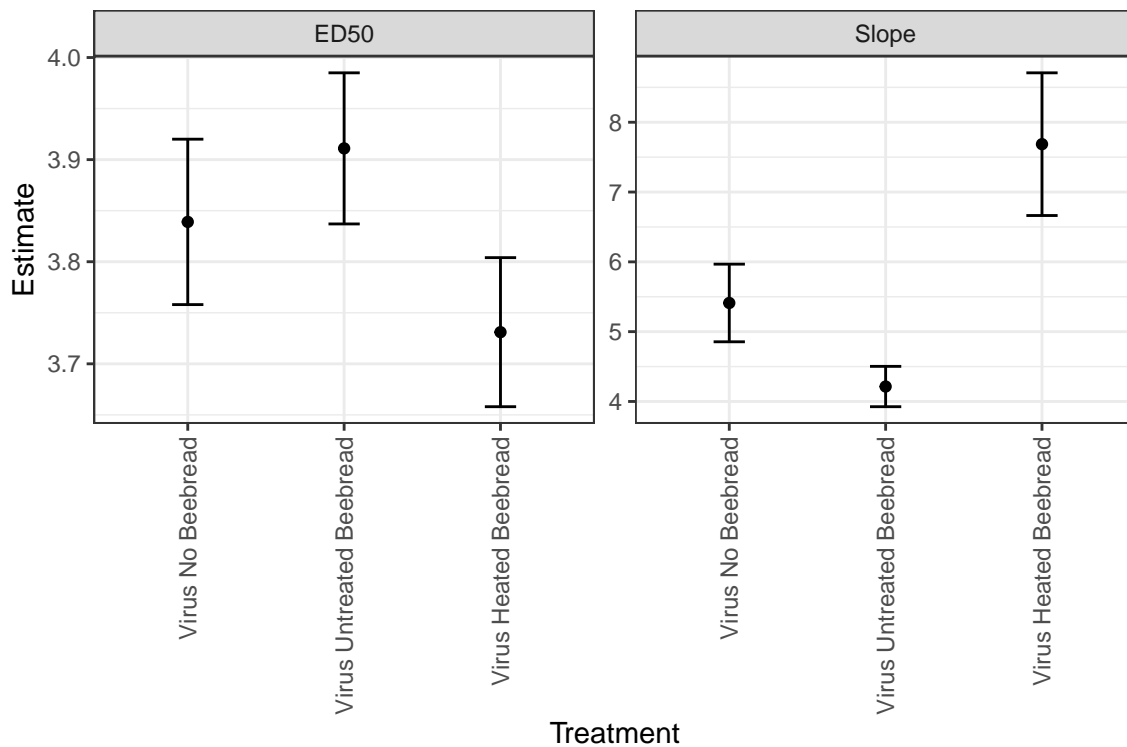 ED50
Slope
Estimate
4.0
3.9
3.8
3.7
8
7
6
5
4
Virus No Beebread
Virus Untreated Beebread
Virus Heated Beebread
Virus No Beebread
Virus Untreated Beebread
Virus Heated Beebread
Treatment